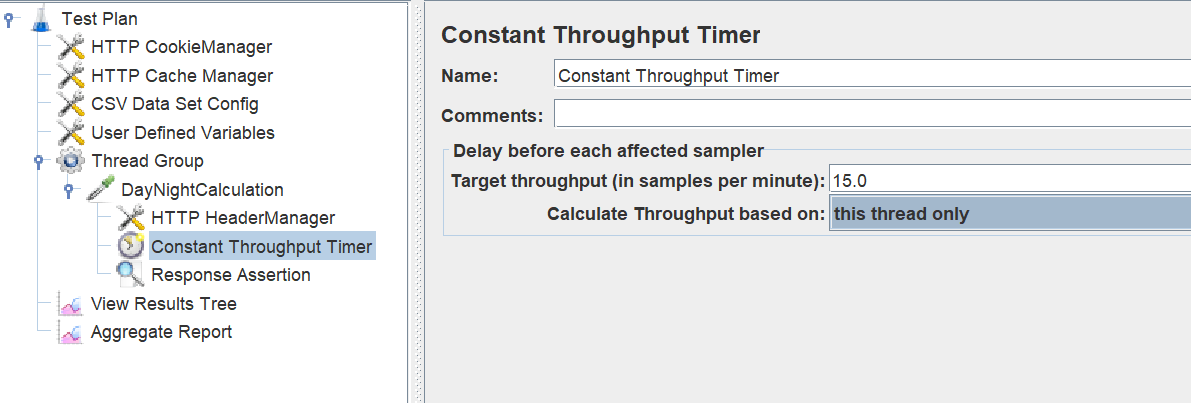 Test Plan
HTTP CookieManager
HTTP Cache Manager
CSV Data Set Config
User Defined Variables
Thread Group
DayNightCalculation
HTTP HeaderManager
Constant Throughput Timer
Response Assertion
View Results Tree
Aggregate Report
Constant Throughput Timer
Name: Constant Throughput Timer
Comments:
Delay before each affected sampler
Target throughput (in samples per minute): 15.0
Calculate Throughput based on: this thread only